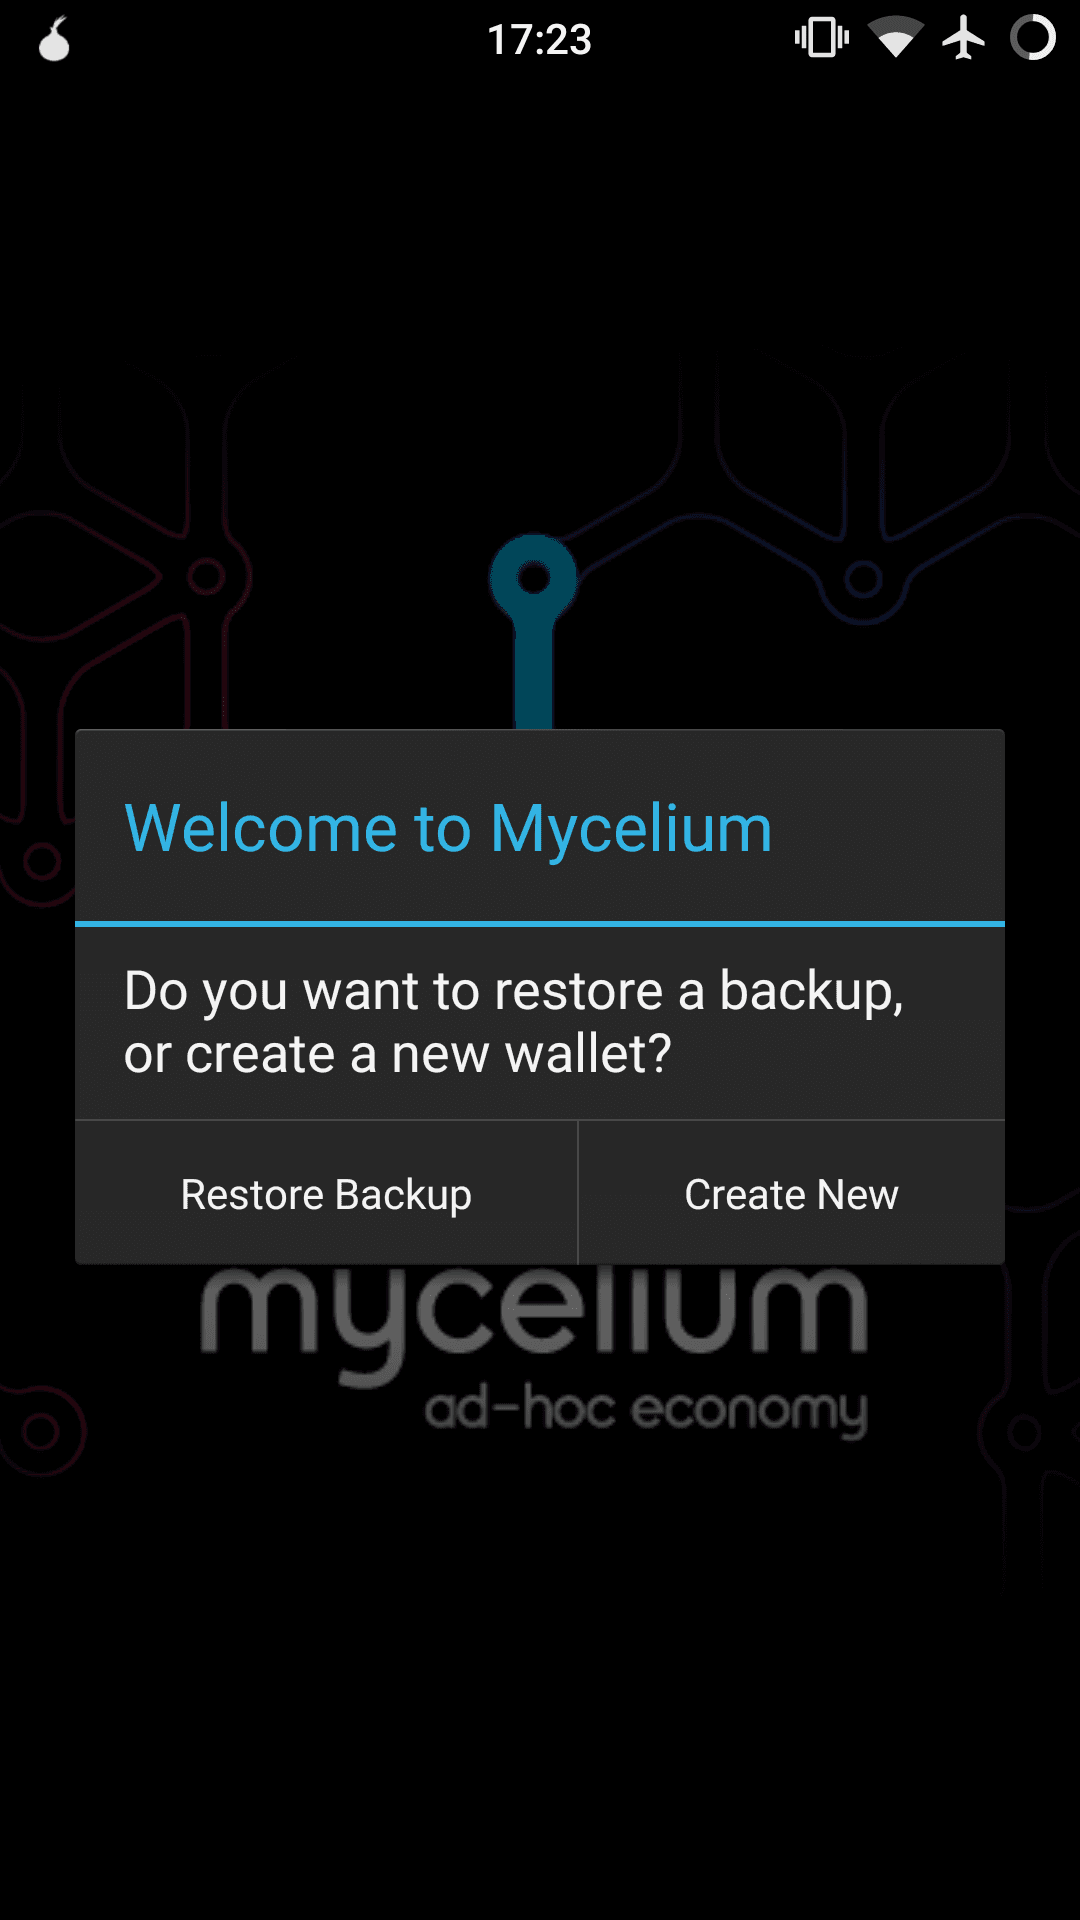 17:23
Welcome to Mycelium
Do you want to restore a backup,
or create a new wallet?
Restore Backup
Create New
mycelium
ad-hoc economy